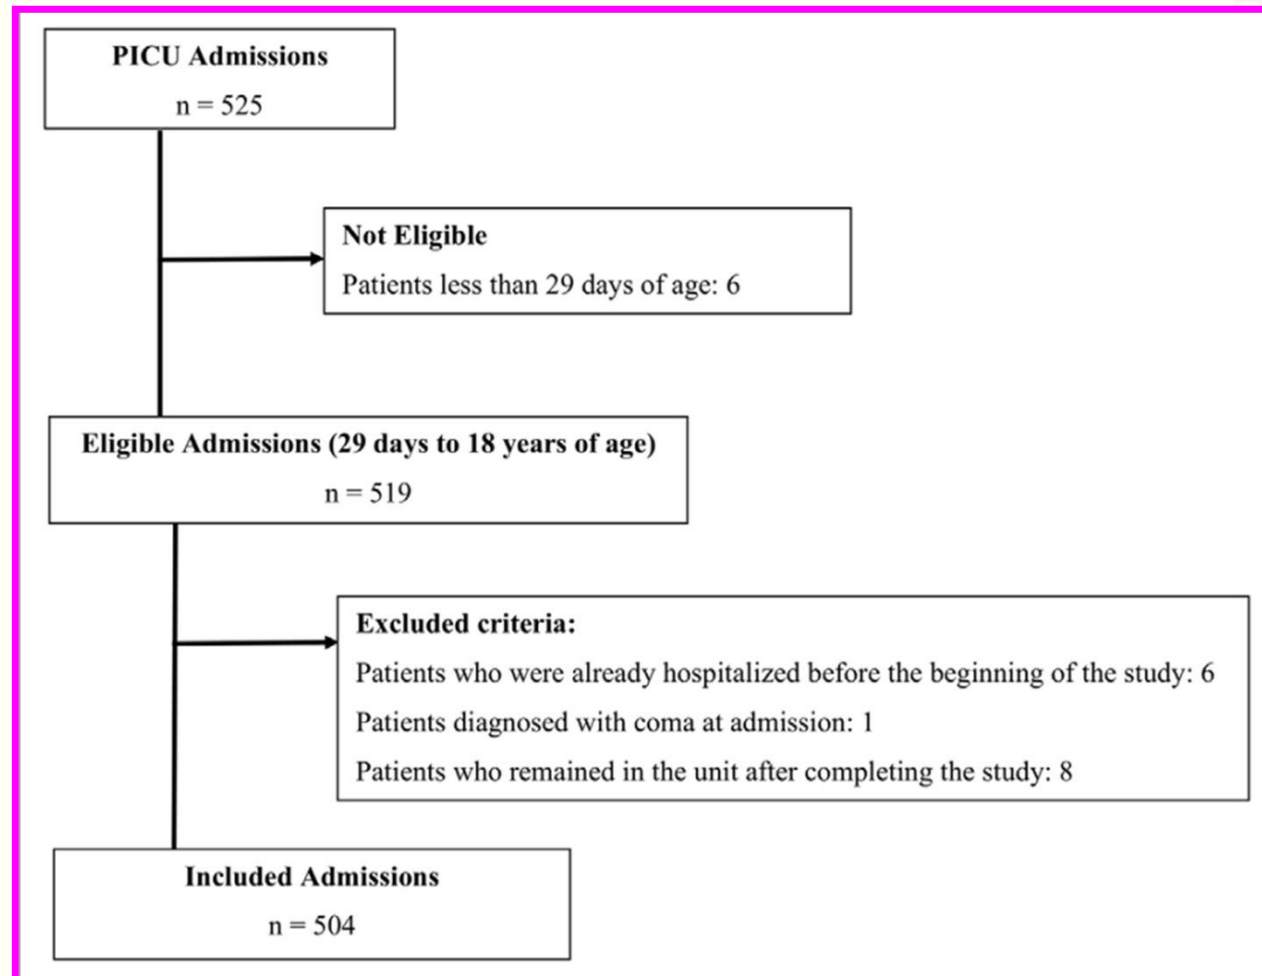 PICU Admissions
n = 525
Not Eligible
Patients less than 29 days of age: 6
Eligible Admissions (29 days to 18 years of age)
n = 519
Excluded criteria:
Patients who were already hospitalized before the beginning of the study: 6
Patients diagnosed with coma at admission: 1
Patients who remained in the unit after completing the study: 8
Included Admissions
n = 504